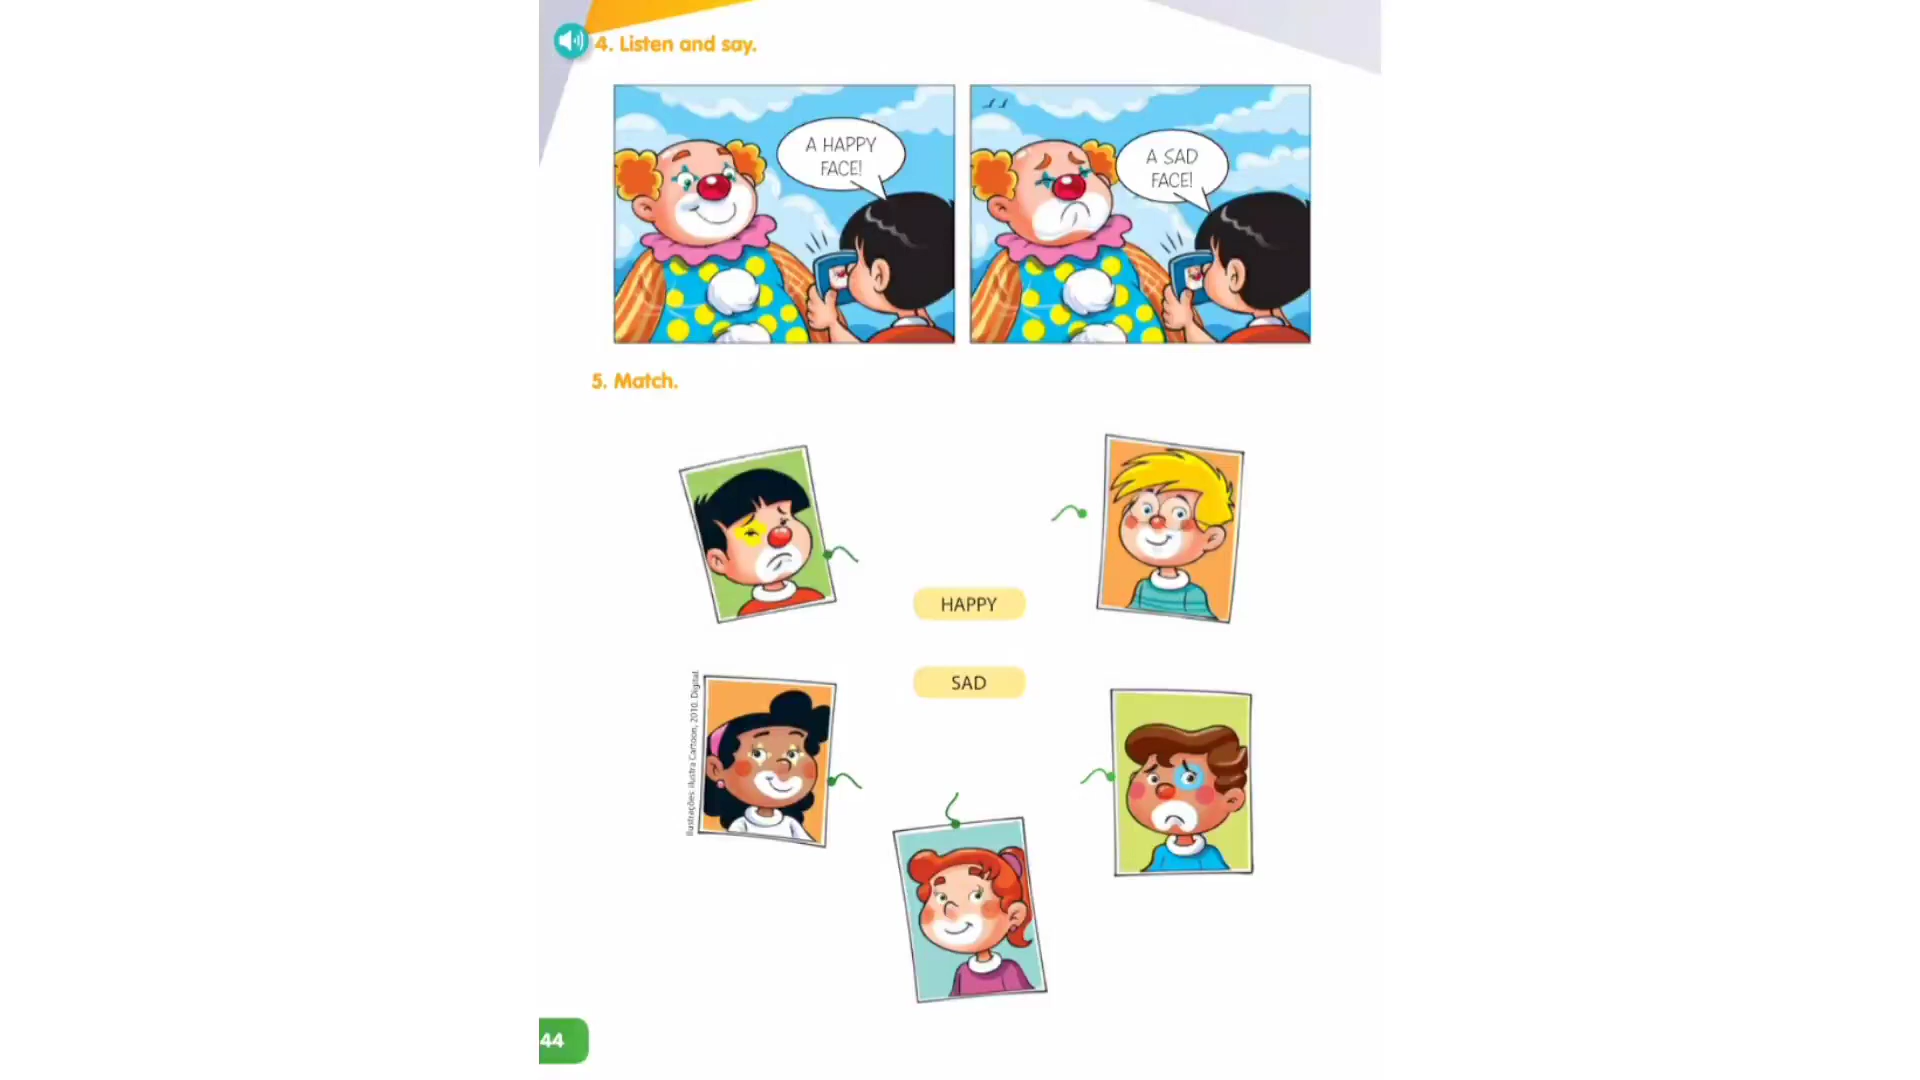 4. Listen and say.
A HAPPY
FACE!
A SAD
FACE!
5. Match.
HAPPY
SAD
Ilustrações: Ilustra Cartoon, 2010. Digital.
44